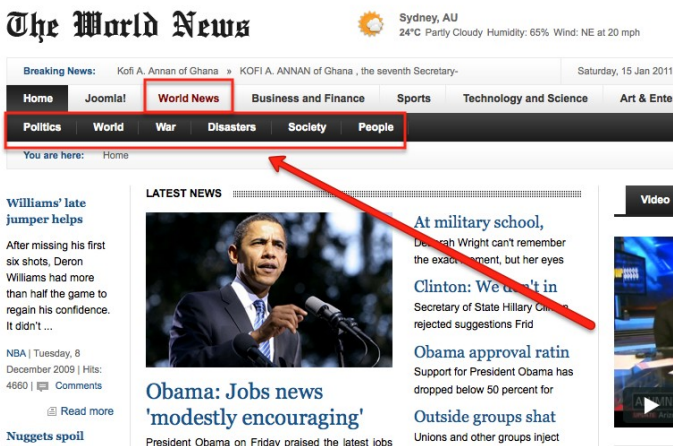 The World News
Sydney, AU
24°C Partly Cloudy Humidity: 65% Wind: NE at 20 mph
Breaking News: Kofi A. Annan of Ghana » KOFI A. ANNAN of Ghana , the seventh Secretary-
Saturday, 15 Jan 2011
Home Joomla! World News Business and Finance Sports Technology and Science Art & Ente
Politics World War Disasters Society People
You are here: Home
Williams' late
jumper helps
After missing his first
six shots, Deron
Williams had more
than half the game to
regain his confidence.
It didn't ...
NBA | Tuesday, 8
December 2009 | Hits:
4660 | Comments
Read more
Nuggets spoil
LATEST NEWS
Obama: Jobs news
'modestly encouraging'
President Obama on Friday praised the latest jobs
At military school,
Deborah Wright can't remember
the exact moment, but her eyes
Clinton: We don't in
Secretary of State Hillary Clinton
rejected suggestions Frid
Obama approval ratin
Support for President Obama has
dropped below 50 percent for
Outside groups shat
Unions and other groups inject
Video